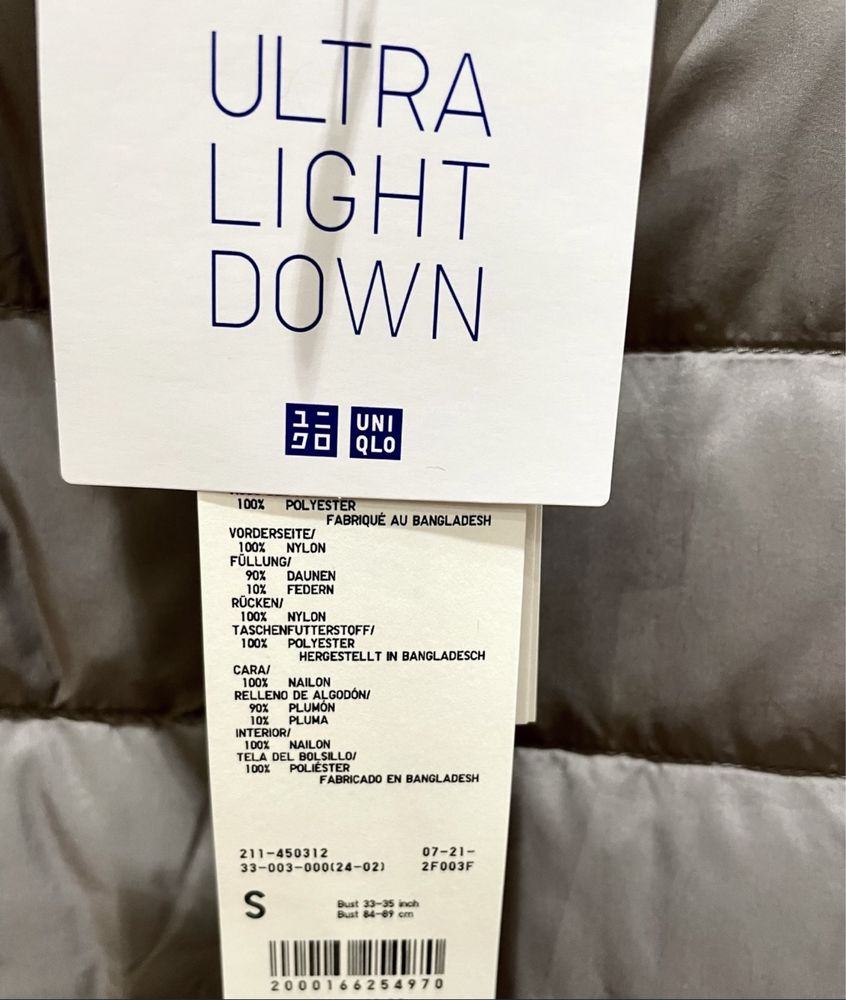 ULTRA
LIGHT
DOWN
ユニ
クロ
UNI
QLO
100% POLYESTER
FABRIQUÉ AU BANGLADESH
VORDERSEITE/
100% NYLON
FÜLLUNG/
90% DAUNEN
10% FEDERN
RÜCKEN/
100% NYLON
TASCHENFUTTERSTOFF/
100% POLYESTER
HERGESTELLT IN BANGLADESCH
CARA/
100% NAILON
RELLENO DE ALGODÓN/
90% PLUMÓN
10% PLUMA
INTERIOR/
100% NAILON
TELA DEL BOLSILLO/
100% POLIÉSTER
FABRICADO EN BANGLADESH
211-450312 07-21-
33-003-000(24-02) 2F003F
S
Bust 33-35 inch
Bust 84-89 cm
2000166254970